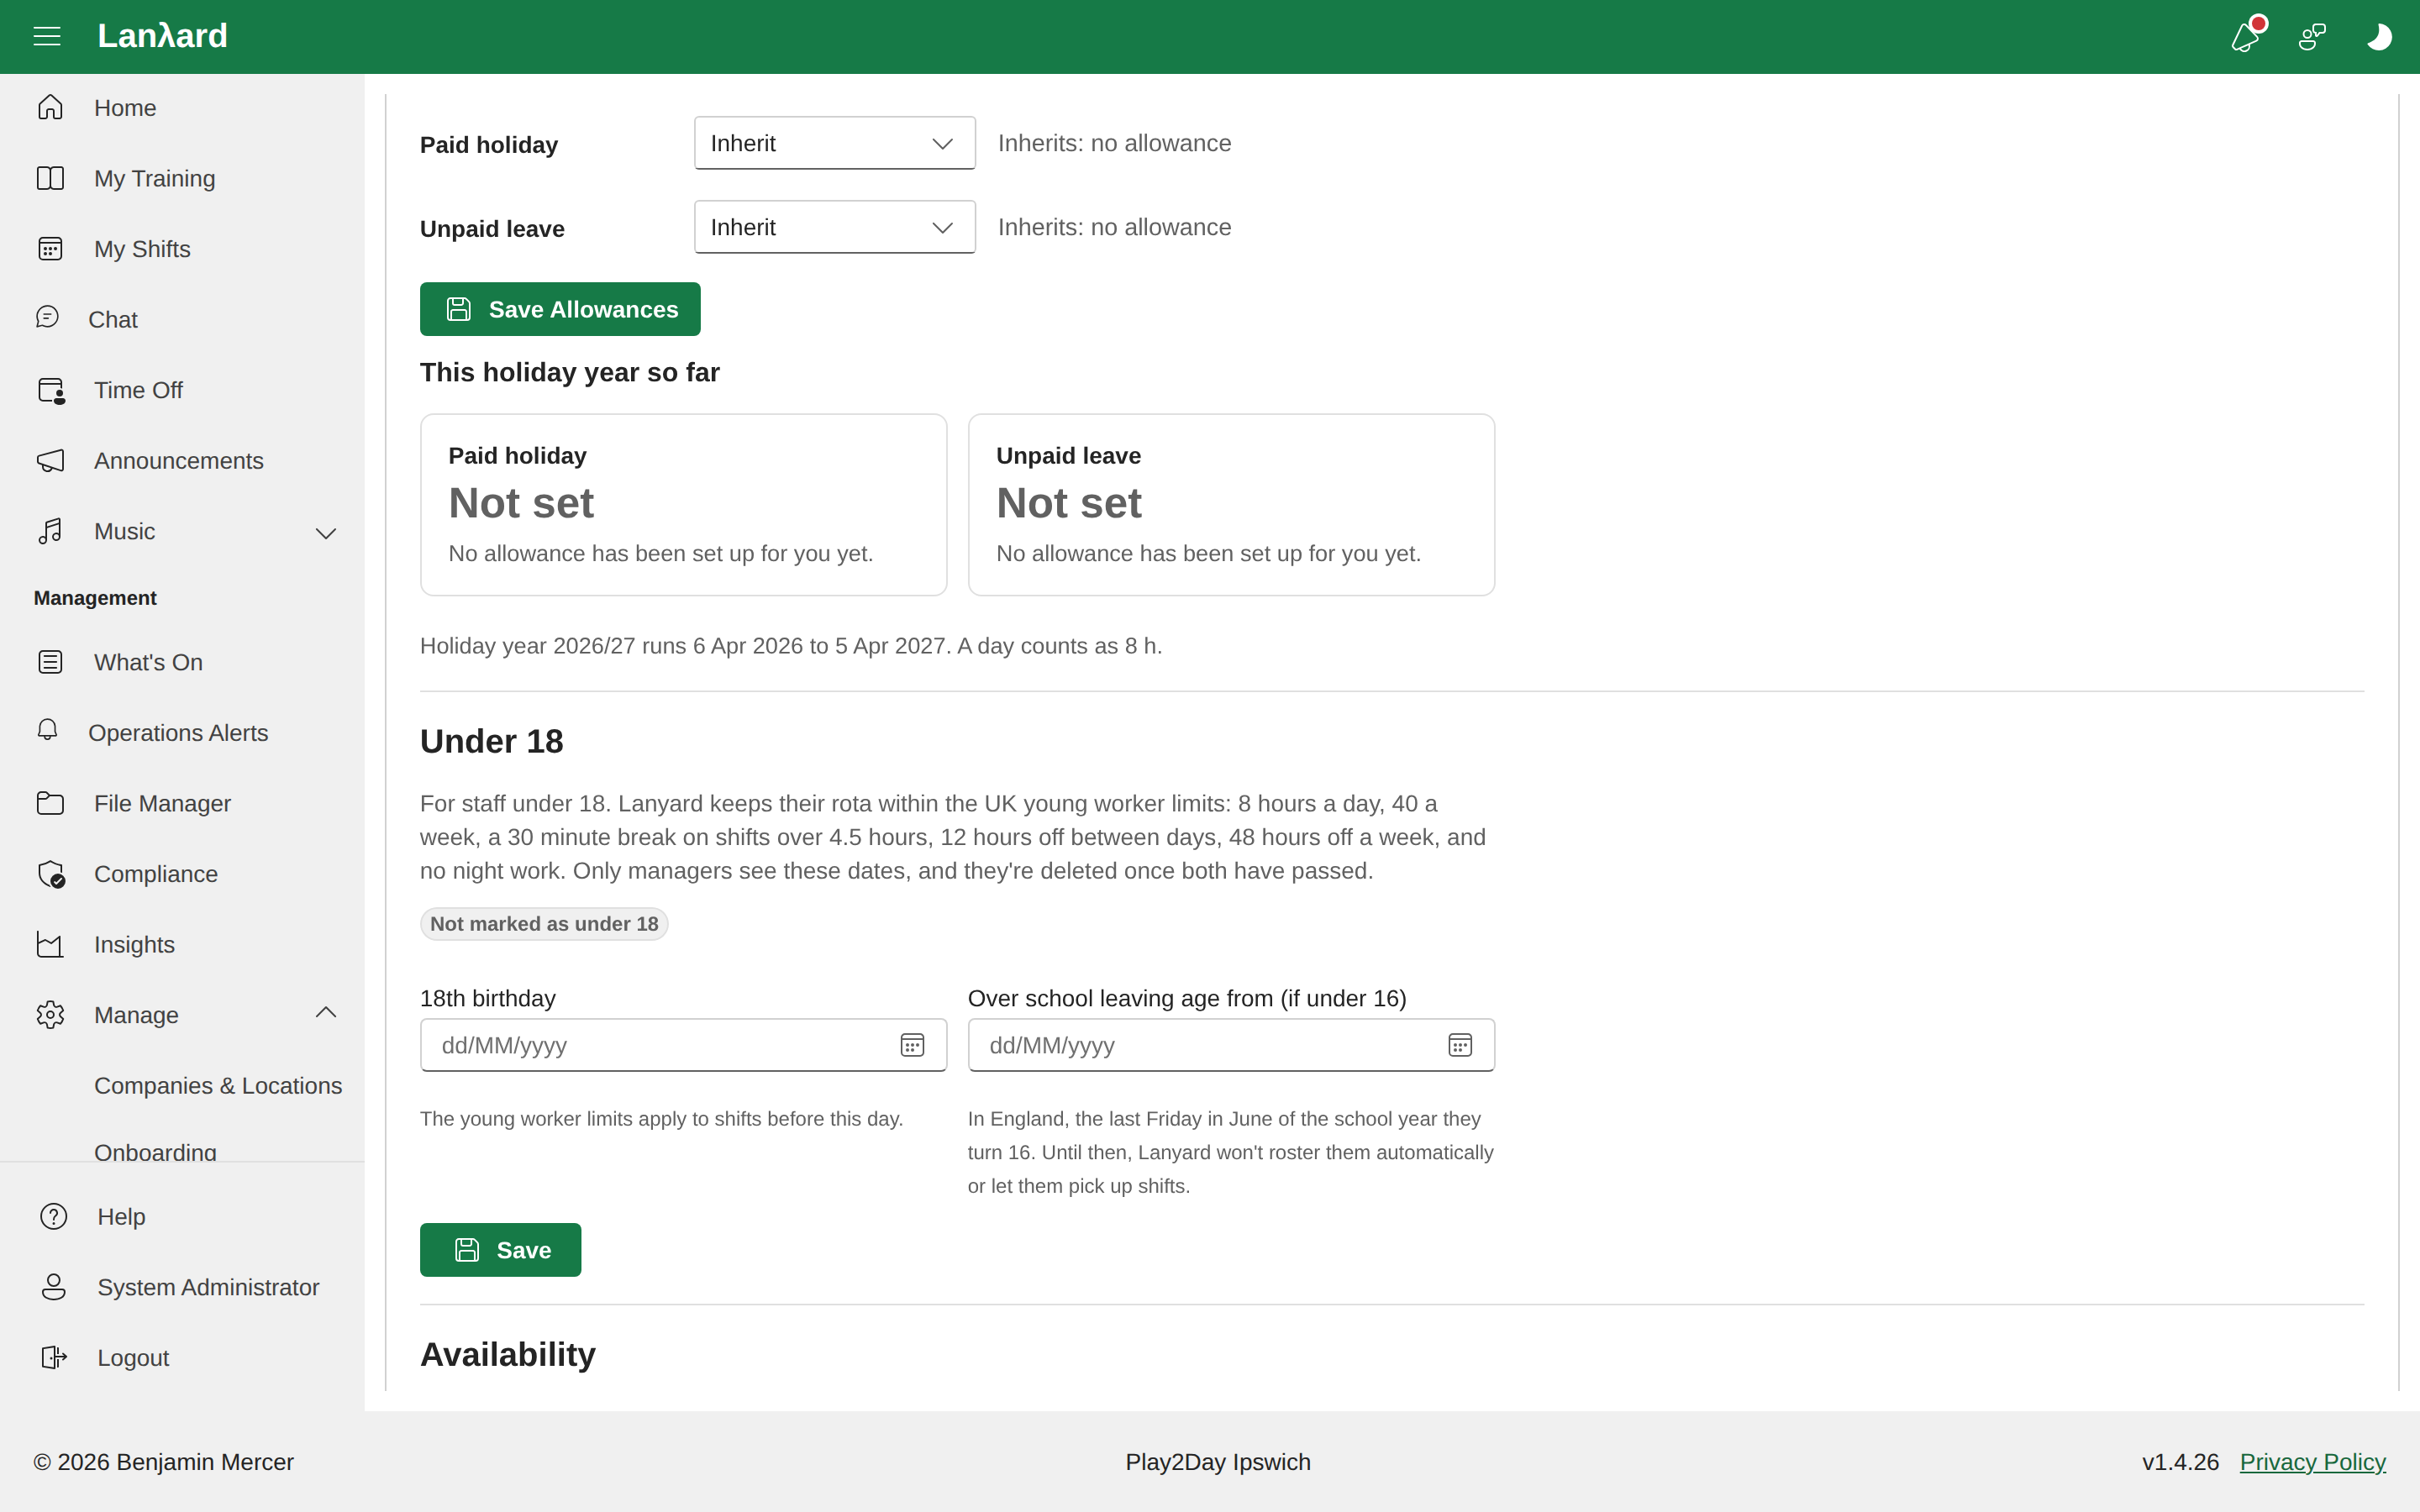 Lanλard
Home
My Training
My Shifts
Chat
Time Off
Announcements
Music
Management
What's On
Operations Alerts
File Manager
Compliance
Insights
Manage
Companies & Locations
Onboarding
Help
System Administrator
Logout
Paid holiday
Inherit
Inherits: no allowance
Unpaid leave
Inherit
Inherits: no allowance
Save Allowances
This holiday year so far
Paid holiday
Not set
No allowance has been set up for you yet.
Unpaid leave
Not set
No allowance has been set up for you yet.
Holiday year 2026/27 runs 6 Apr 2026 to 5 Apr 2027. A day counts as 8 h.
Under 18
For staff under 18. Lanyard keeps their rota within the UK young worker limits: 8 hours a day, 40 a
week, a 30 minute break on shifts over 4.5 hours, 12 hours off between days, 48 hours off a week, and
no night work. Only managers see these dates, and they're deleted once both have passed.
Not marked as under 18
18th birthday
dd/MM/yyyy
The young worker limits apply to shifts before this day.
Over school leaving age from (if under 16)
dd/MM/yyyy
In England, the last Friday in June of the school year they
turn 16. Until then, Lanyard won't roster them automatically
or let them pick up shifts.
Save
Availability
© 2026 Benjamin Mercer
Play2Day Ipswich
v1.4.26
Privacy Policy